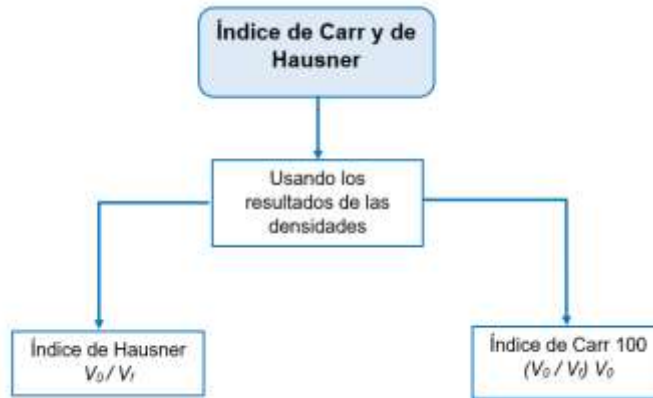 Índice de Carr y de
Hausner
Usando los
resultados de las
densidades
Índice de Hausner
V₀ / Vf
Índice de Carr 100
(V₀ / Vf) V₀